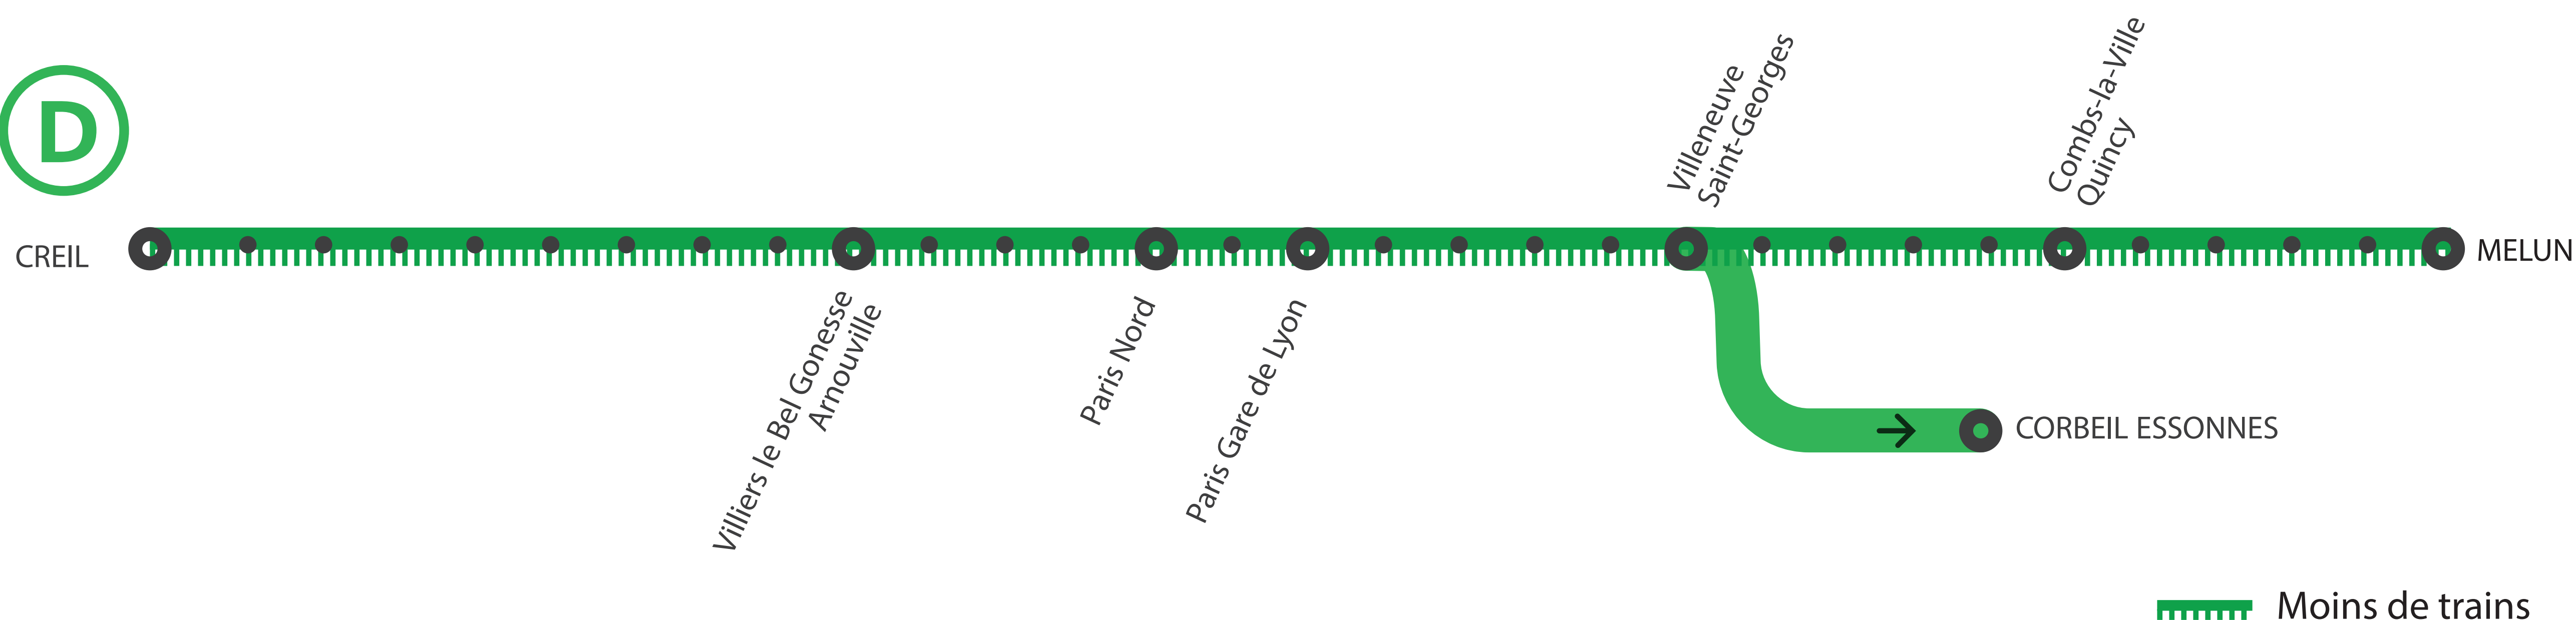 D
CREIL
Villiers le Bel Gonesse
Arnouville
Paris Nord
Paris Gare de Lyon
Villeneuve
Saint-Georges
Combs-la-Ville
Quincy
MELUN
CORBEIL ESSONNES
Moins de trains